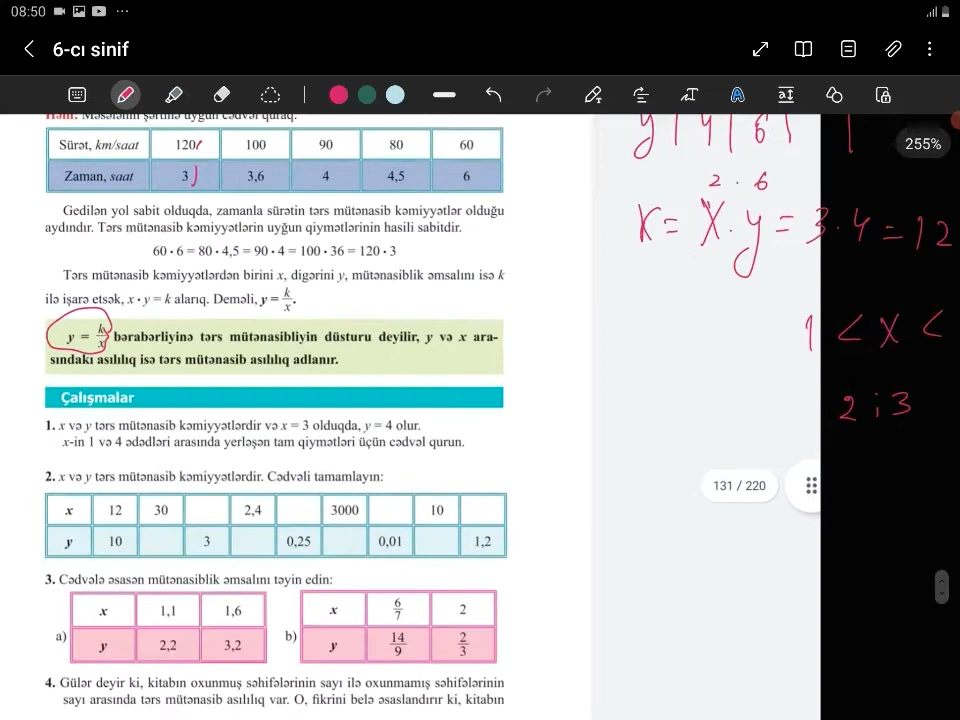 08:50
6-cı sinif
Həlli: Məsələnin şərtinə uyğun cədvəl quraq.
Sürət, km/saat 120 100 90 80 60
Zaman, saat 3 3,6 4 4,5 6
Gedilən yol sabit olduqda, zamanla sürətin tərs mütənasib kəmiyyətlər olduğu
aydındır. Tərs mütənasib kəmiyyətlərin uyğun qiymətlərinin hasili sabitdir.
60 • 6 = 80 • 4,5 = 90 • 4 = 100 • 36 = 120 • 3
Tərs mütənasib kəmiyyətlərdən birini x, digərini y, mütənasiblik əmsalını isə k
ilə işarə etsək, x • y = k alarıq. Deməli, y = k/x.
y = k/x bərabərliyinə tərs mütənasibliyin düsturu deyilir, y və x ara-
sındakı asılılıq isə tərs mütənasib asılılıq adlanır.
Çalışmalar
1. x və y tərs mütənasib kəmiyyətlərdir və x = 3 olduqda, y = 4 olur.
x-in 1 və 4 ədədləri arasında yerləşən tam qiymətləri üçün cədvəl qurun.
2. x və y tərs mütənasib kəmiyyətlərdir. Cədvəli tamamlayın:
x 12 30 2,4 3000 10
y 10 3 0,25 0,01 1,2
3. Cədvələ əsasən mütənasiblik əmsalını təyin edin:
a) x 1,1 1,6
y 2,2 3,2
b) x 6/7 2
y 14/9 2/3
4. Gülər deyir ki, kitabın oxunmuş səhifələrinin sayı ilə oxunmamış səhifələrinin
sayı arasında tərs mütənasib asılılıq var. O, fikrini belə əsaslandırır ki, kitabın
255%
y | 4 | 6 |
2 · 6
k = x · y = 3 · 4 = 12
1 < x <
2 ; 3
131 / 220